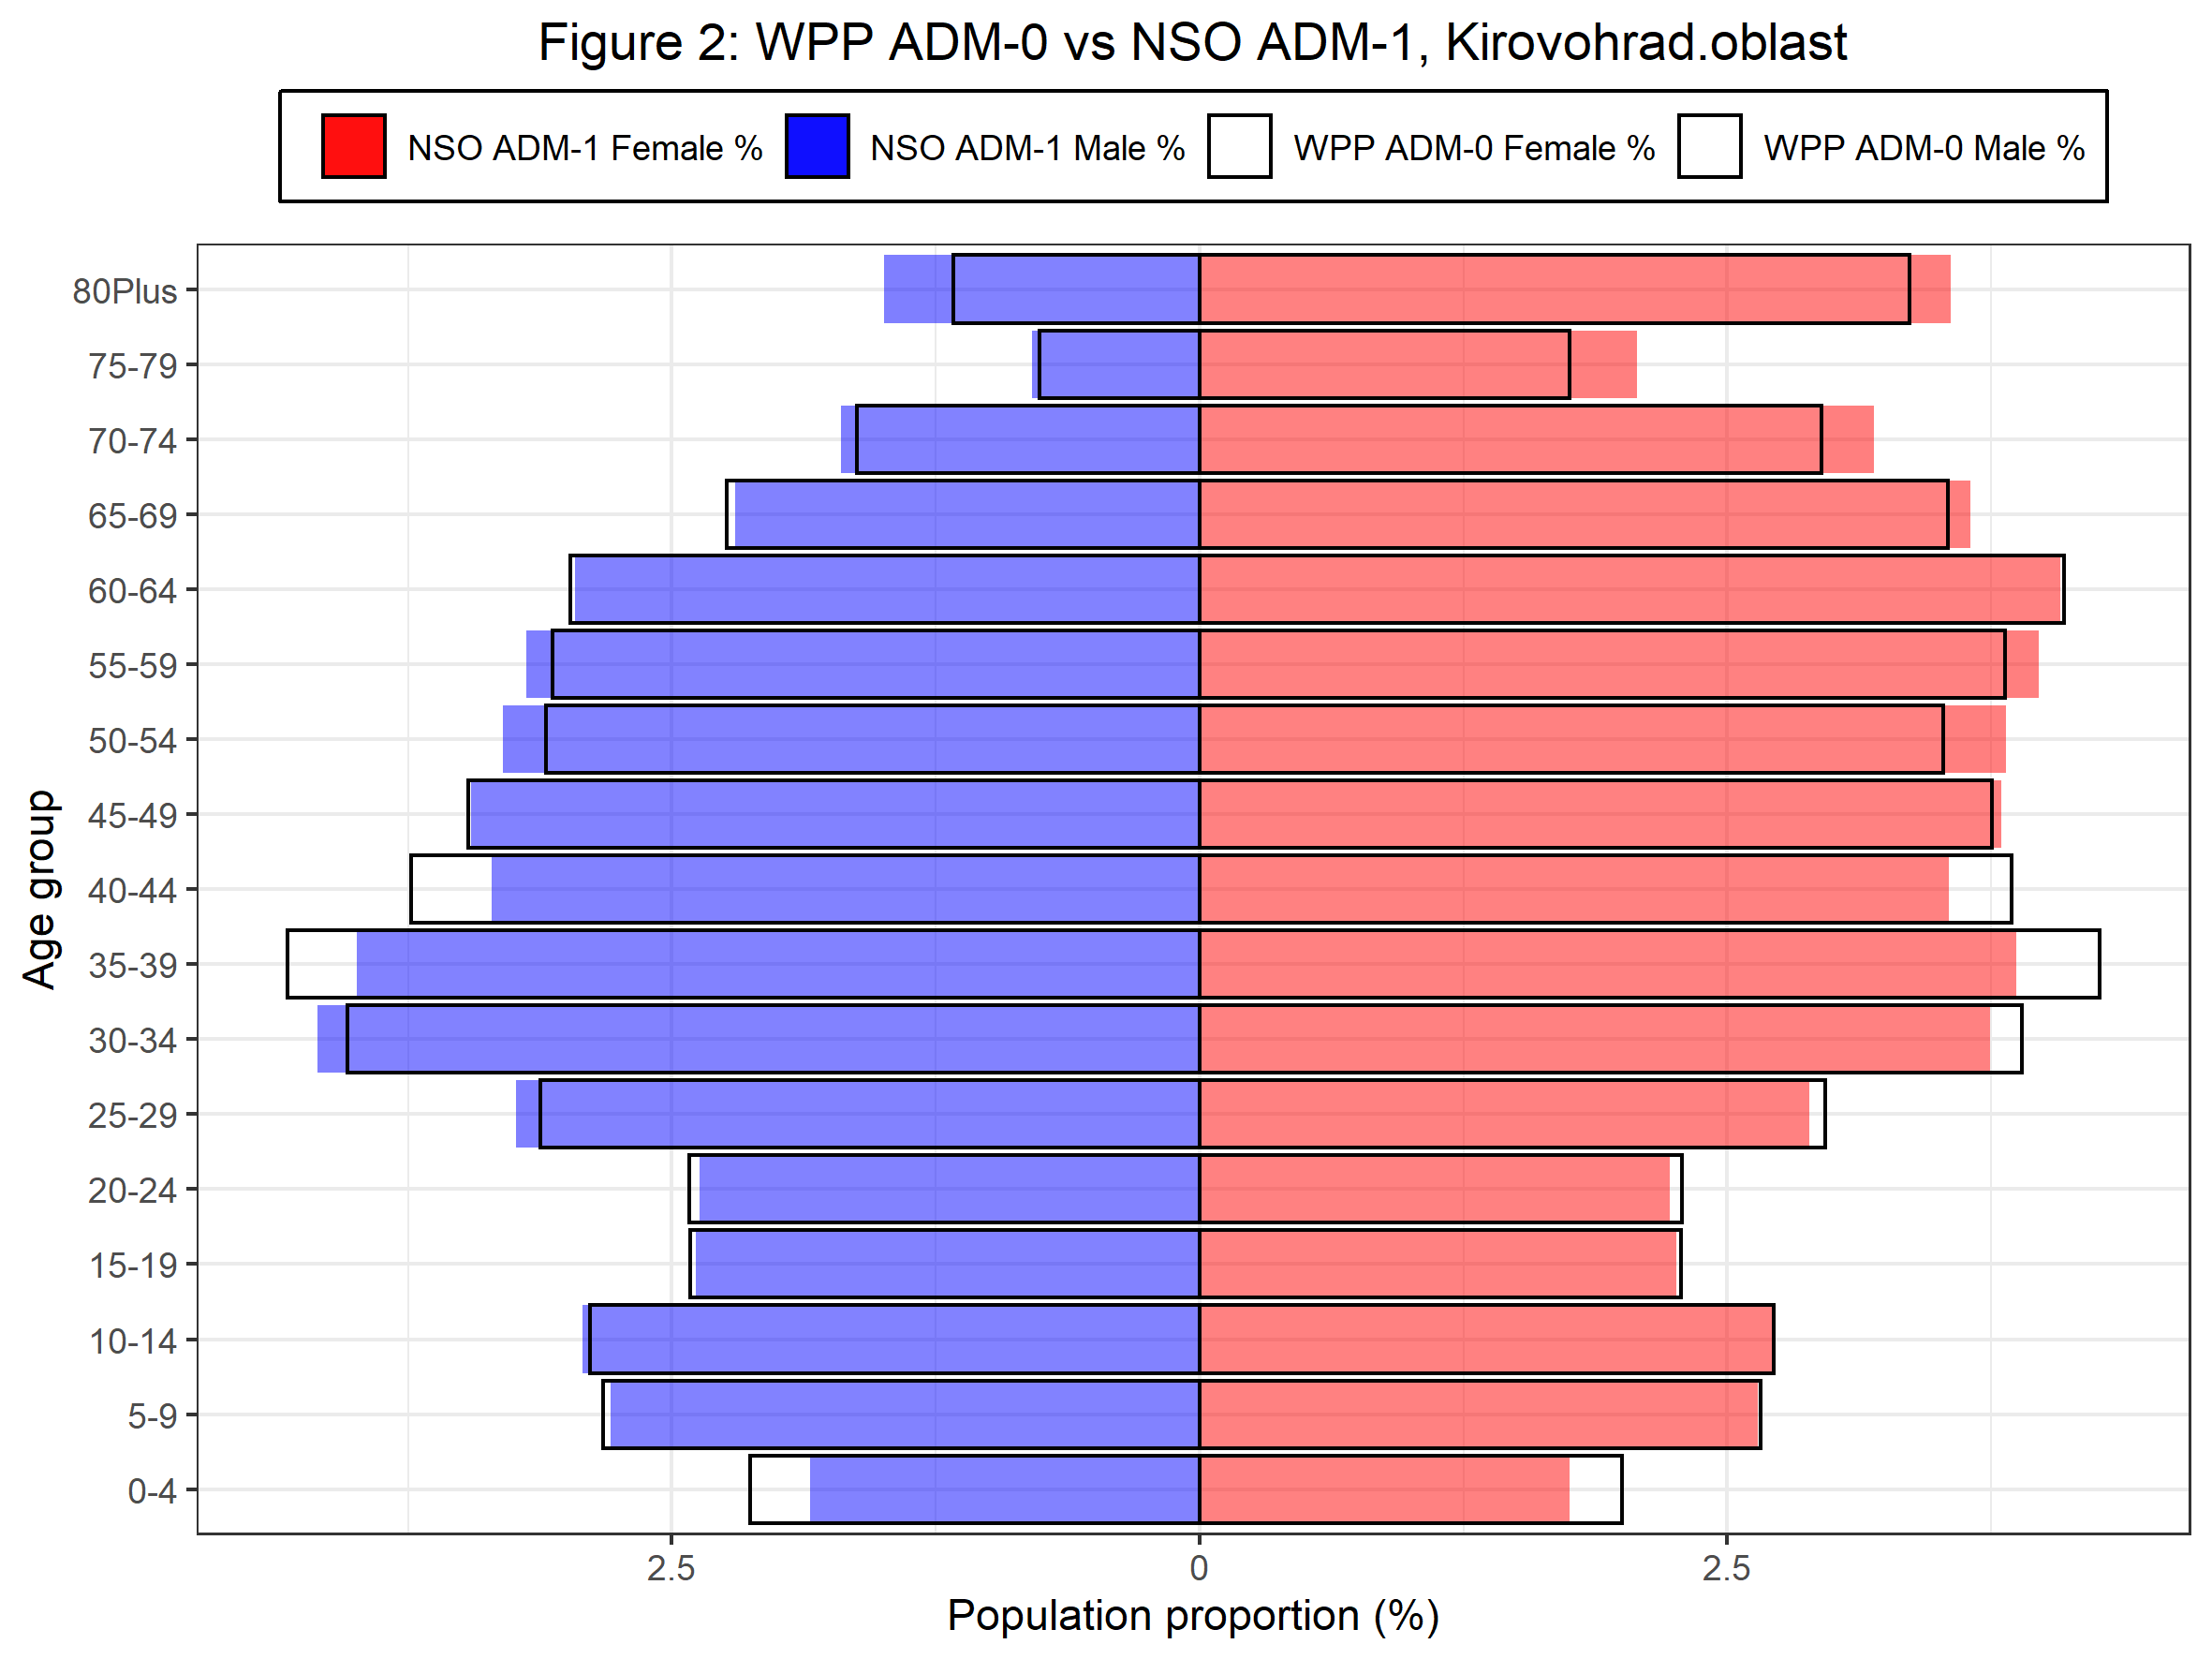 Figure 2: WPP ADM-0 vs NSO ADM-1, Kirovohrad.oblast
NSO ADM-1 Female % NSO ADM-1 Male % WPP ADM-0 Female % WPP ADM-0 Male %
80Plus
75-79
70-74
65-69
60-64
55-59
50-54
45-49
40-44
35-39
30-34
25-29
20-24
15-19
10-14
5-9
0-4
Age group
2.5 0 2.5
Population proportion (%)